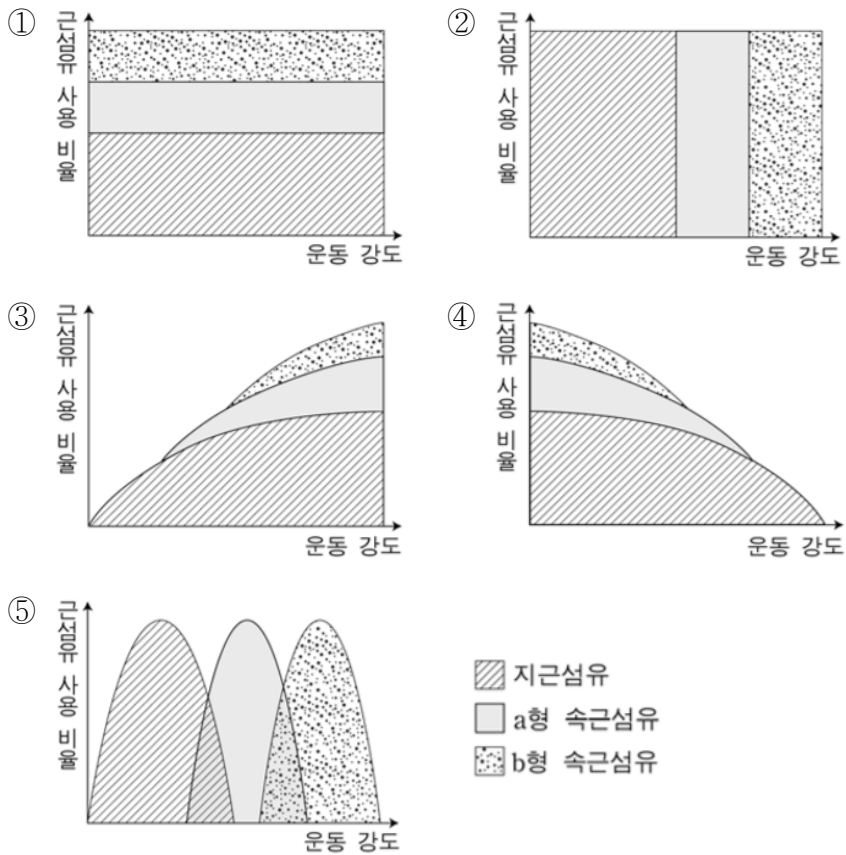 ①
근섬유 사용 비율
운동 강도
②
근섬유 사용 비율
운동 강도
③
근섬유 사용 비율
운동 강도
④
근섬유 사용 비율
운동 강도
⑤
근섬유 사용 비율
운동 강도
지근섬유
a형 속근섬유
b형 속근섬유